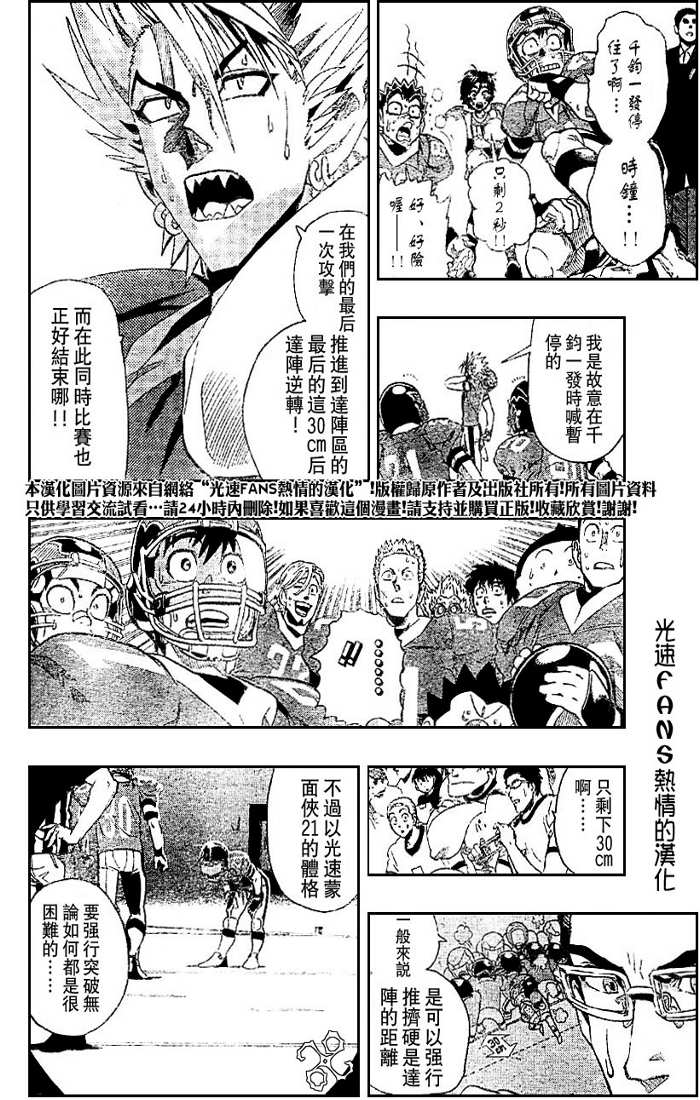 千鈞一發停
住了啊…
時鐘…!!
只剩2秒!!
好、好險
喔——!!
在我們的最后
一次攻擊
推進到達陣區的
最后的這30cm后
達陣逆轉!
而在此同時比賽也
正好結束哪!!
我是故意在千
鈞一發時喊暫
停的
本漢化圖片資源來自網絡“光速FANS熱情的漢化”!版權歸原作者及出版社所有!所有圖片資料
只供學習交流試看…請24小時內刪除!如果喜歡這個漫畫!請支持並購買正版!收藏欣賞!謝謝!
!!
光速FANS熱情的漢化
只剩下30cm
啊……
一般來說
是可以强行
推擠硬是達
陣的距離
不過以光速蒙
面俠21的體格
要强行突破無
論如何都是很
困難的……